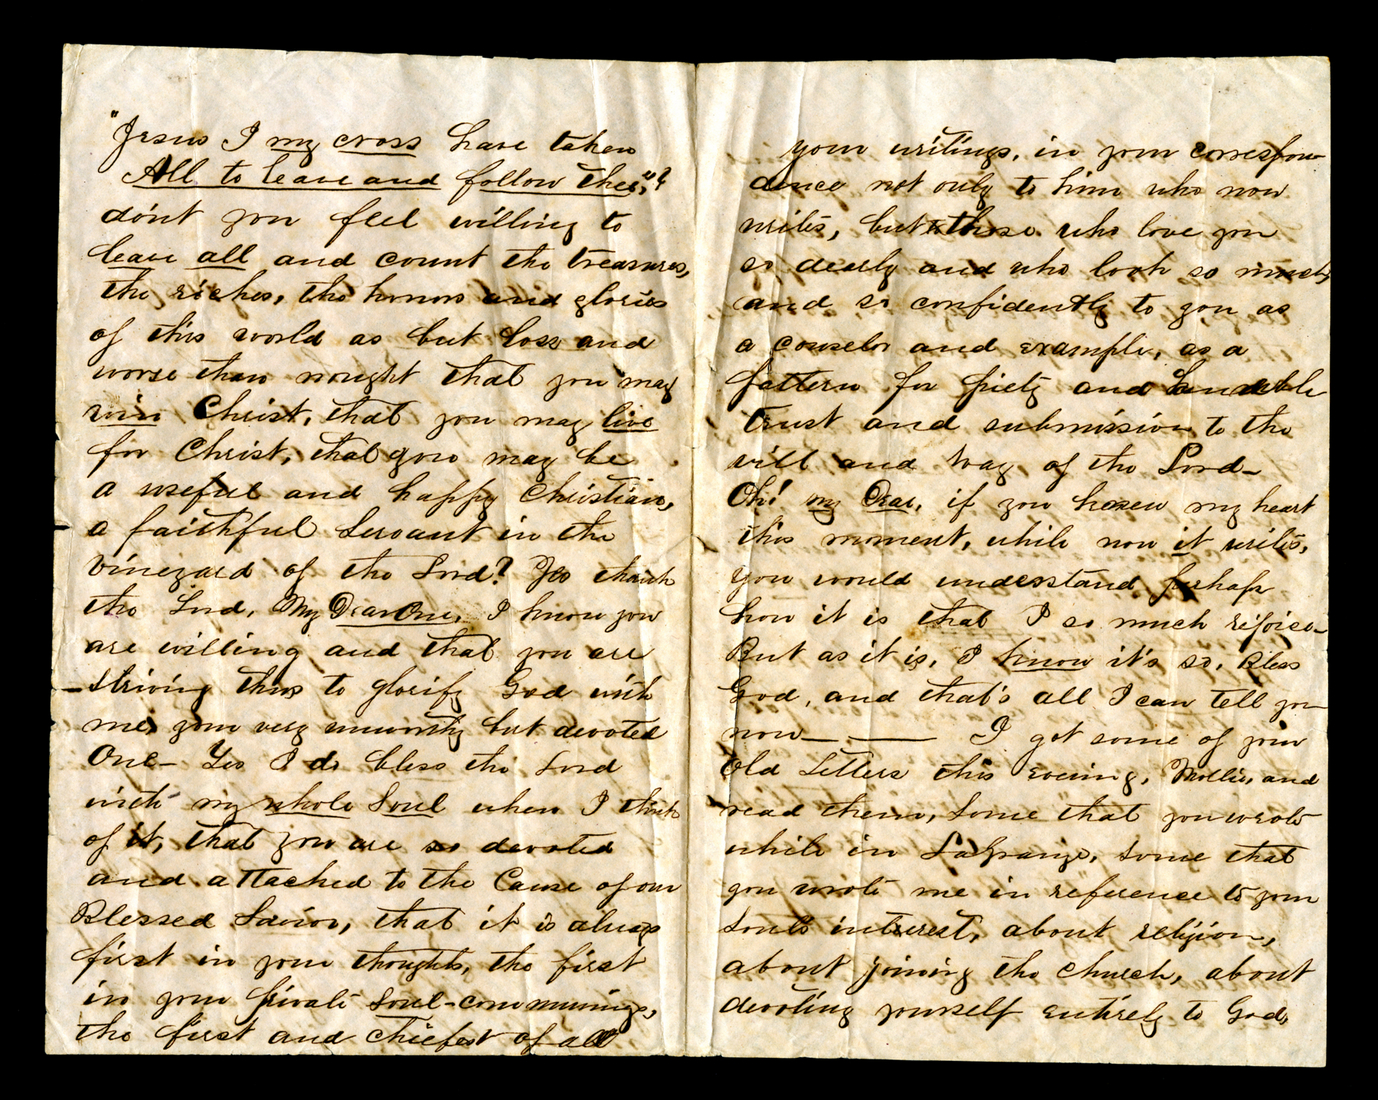 "Jesus I my cross have taken
All to leave and follow thee,"?
don't you feel willing to
leave all and count the treasures,
the riches, the honors and glories
of this world as but loss and
worse than nought that you may
win Christ, that you may live
for Christ, that you may be
a useful and happy Christian,
a faithful servant in the
vineyard of the Lord? Yes thank
the Lord, My Dear One, I know you
are willing and that you are
striving thus to glorify God with
me, your very unworthy but devoted
One— Yes I do bless the Lord
with my whole Soul when I think
of it, that you are so devoted
and attached to the Cause of our
Blessed Savior, that it is always
first in your thoughts, the first
in your private soul-communings,
the first and chiefest of all
your writings, in your correspon-
dence not only to him who now
writes, but to those who love you
so dearly and who look so much
and so confidently to you as
a counselor and example, as a
pattern for piety and humble
trust and submission to the
will and way of the Lord—
Oh! my Dear, if you knew my heart
this moment, while now it writes,
you would understand perhaps
how it is that I so much rejoice—
But as it is, I know it's so, Bless
God, and that's all I can tell you
now— —— I got some of your
Old Letters this evening, Mollie, and
read them, some that you wrote
while in LaGrange, some that
you wrote me in reference to your
souls interest, about religion,
about joining the church, about
devoting yourself entirely to God,